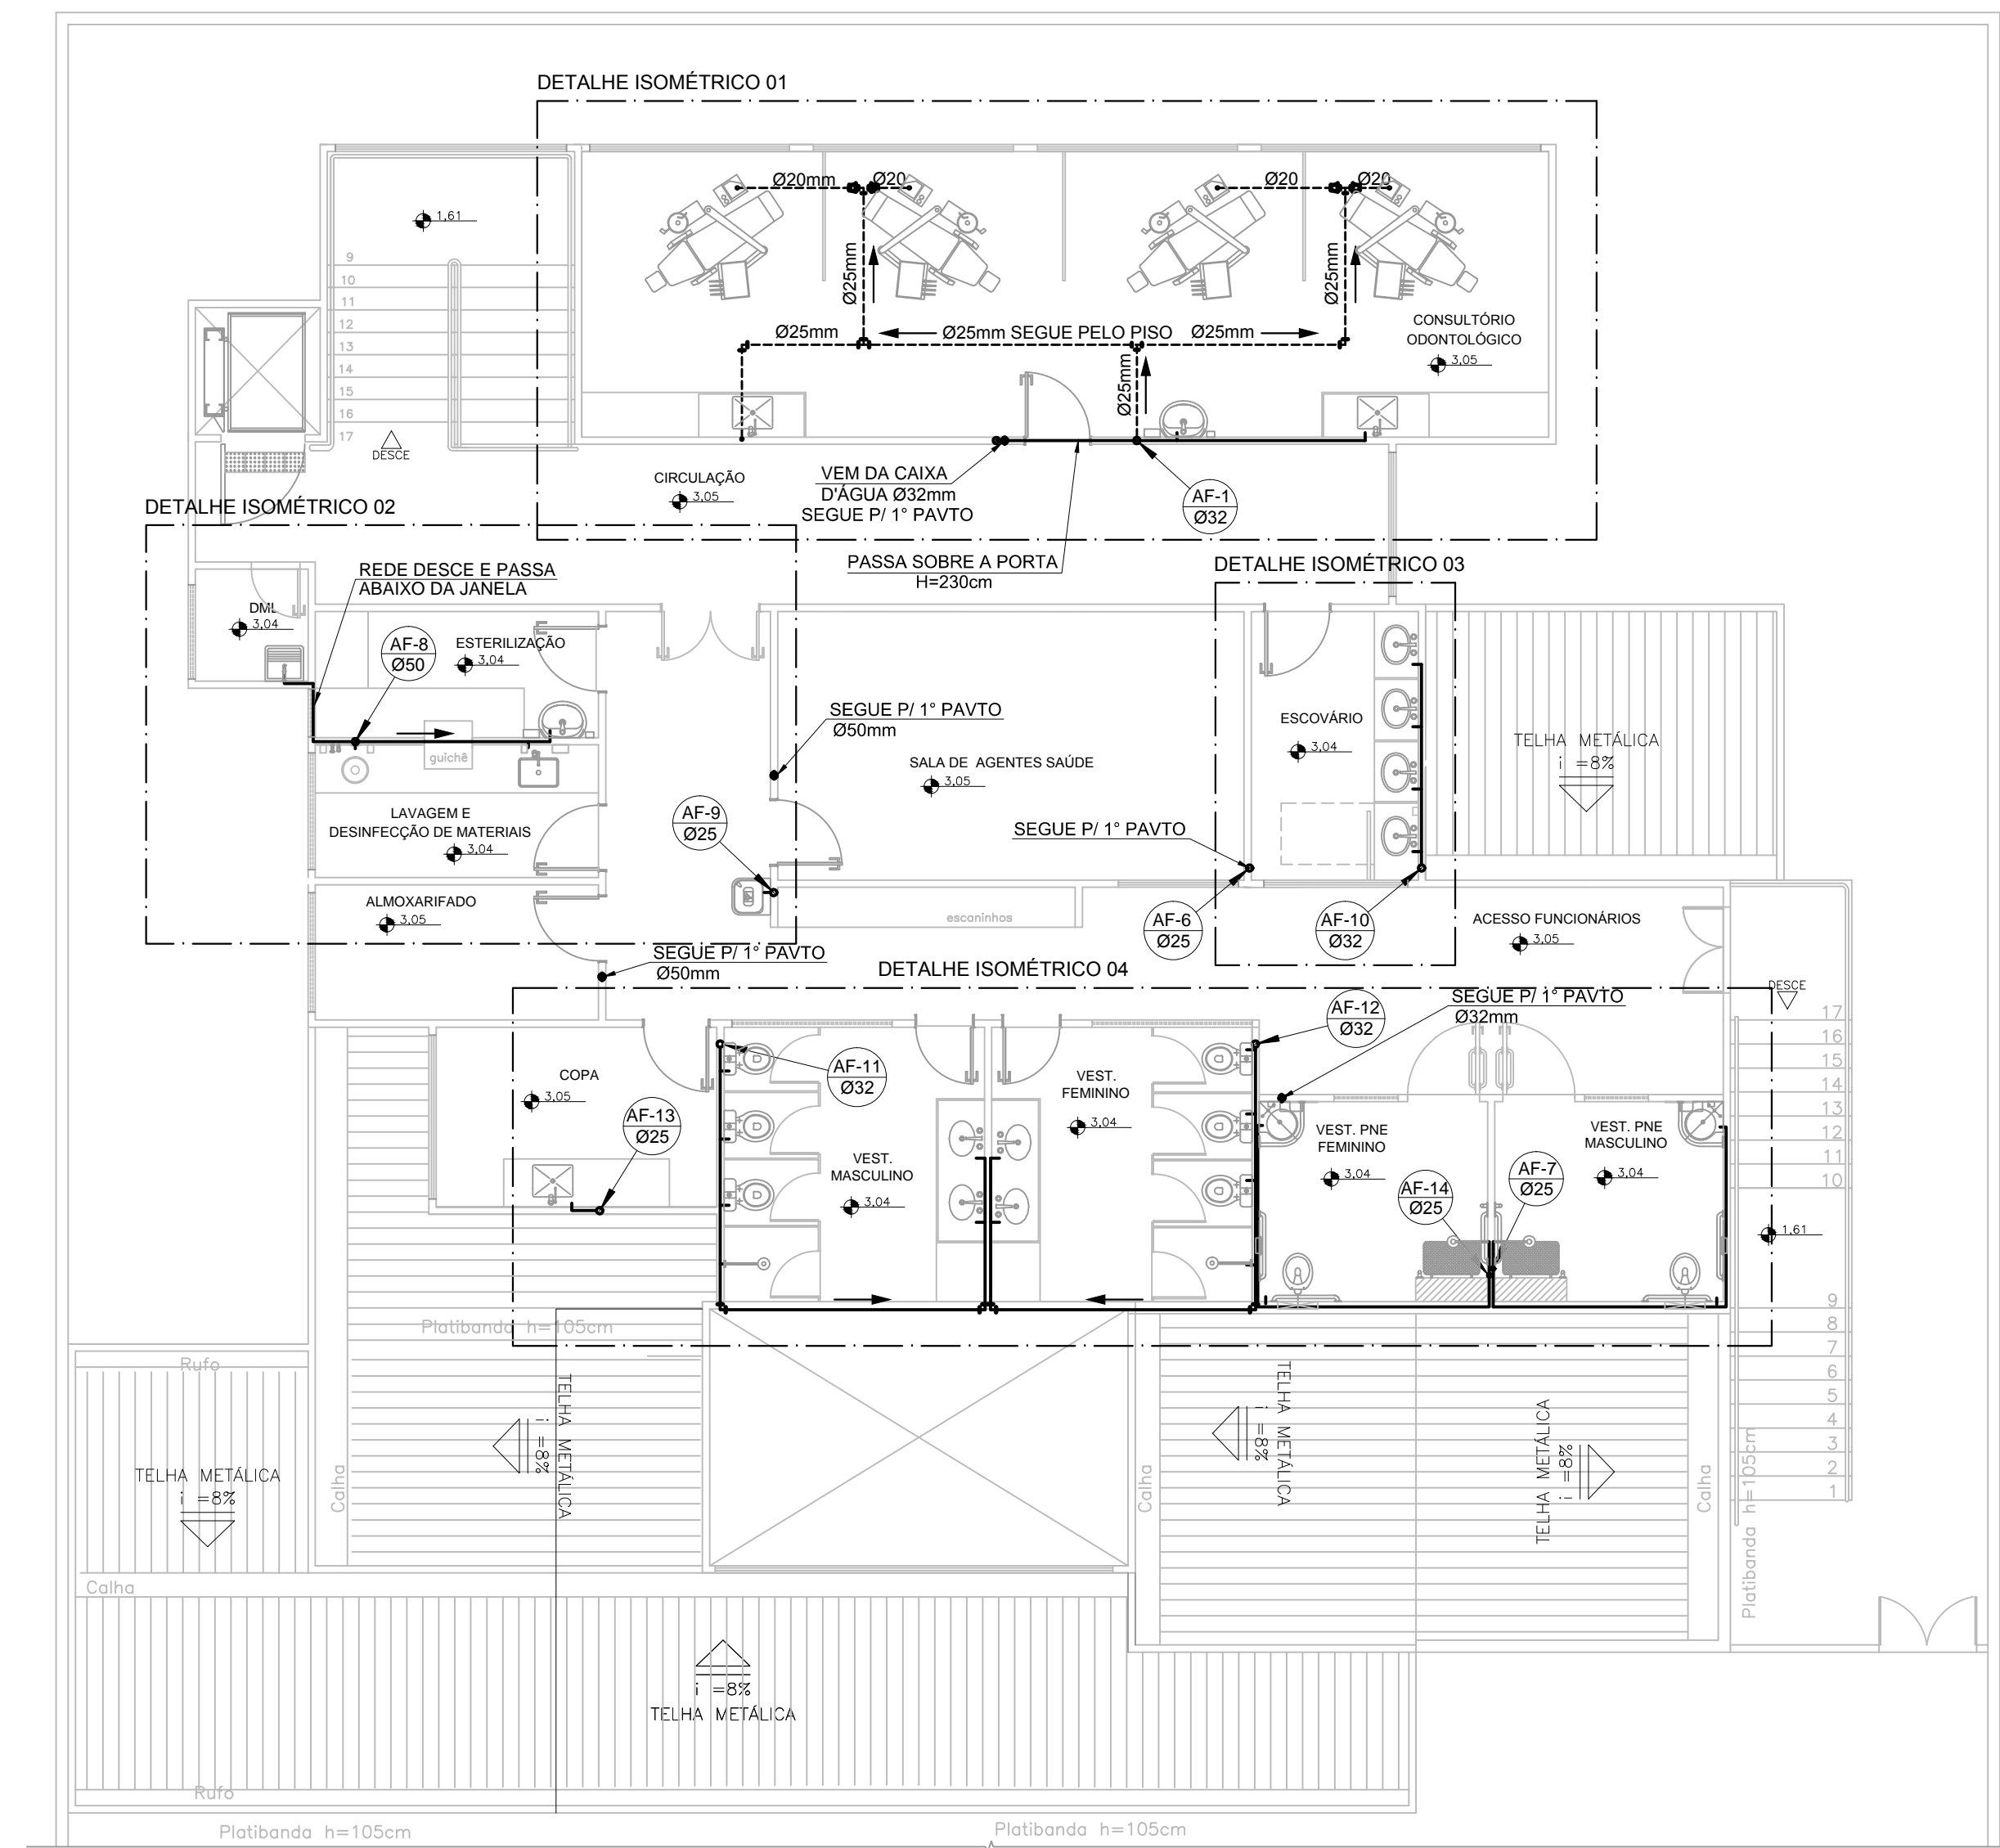 DETALHE ISOMÉTRICO 01
Ø20mm
Ø20
Ø20
Ø20
1,61
Ø25mm
Ø25mm
9
10
11
12
13
14
15
16
17
DESCE
CONSULTÓRIO
ODONTOLÓGICO
3,05
Ø25mm
Ø25mm SEGUE PELO PISO
Ø25mm
Ø25mm
CIRCULAÇÃO
3,05
VEM DA CAIXA
D'ÁGUA Ø32mm
SEGUE P/ 1° PAVTO
AF-1
Ø32
PASSA SOBRE A PORTA
H=230cm
DETALHE ISOMÉTRICO 02
REDE DESCE E PASSA
ABAIXO DA JANELA
DETALHE ISOMÉTRICO 03
DML
3,04
AF-8
Ø50
ESTERILIZAÇÃO
3,04
guichê
SEGUE P/ 1° PAVTO
Ø50mm
SALA DE AGENTES SAÚDE
3,05
ESCOVÁRIO
3,04
TELHA METÁLICA
i =8%
LAVAGEM E
DESINFECÇÃO DE MATERIAIS
3,04
AF-9
Ø25
SEGUE P/ 1° PAVTO
ALMOXARIFADO
3,05
escaninhos
AF-6
Ø25
AF-10
Ø32
ACESSO FUNCIONÁRIOS
3,05
SEGUE P/ 1° PAVTO
Ø50mm
DETALHE ISOMÉTRICO 04
AF-12
Ø32
SEGUE P/ 1° PAVTO
Ø32mm
DESCE
17
16
15
14
13
12
11
10
COPA
3,05
AF-11
Ø32
AF-13
Ø25
VEST.
MASCULINO
3,04
VEST.
FEMININO
3,04
VEST. PNE
FEMININO
3,04
VEST. PNE
MASCULINO
3,04
AF-14
Ø25
AF-7
Ø25
1,61
9
8
7
6
5
4
3
2
1
Platibanda h=105cm
Rufo
TELHA METÁLICA
i =8%
TELHA METÁLICA
i =8%
Calha
TELHA METÁLICA
i =8%
Calha
TELHA METÁLICA
i =8%
Calha
Platibanda h=105cm
Calha
i =8%
TELHA METÁLICA
Rufo
Platibanda h=105cm
Platibanda h=105cm